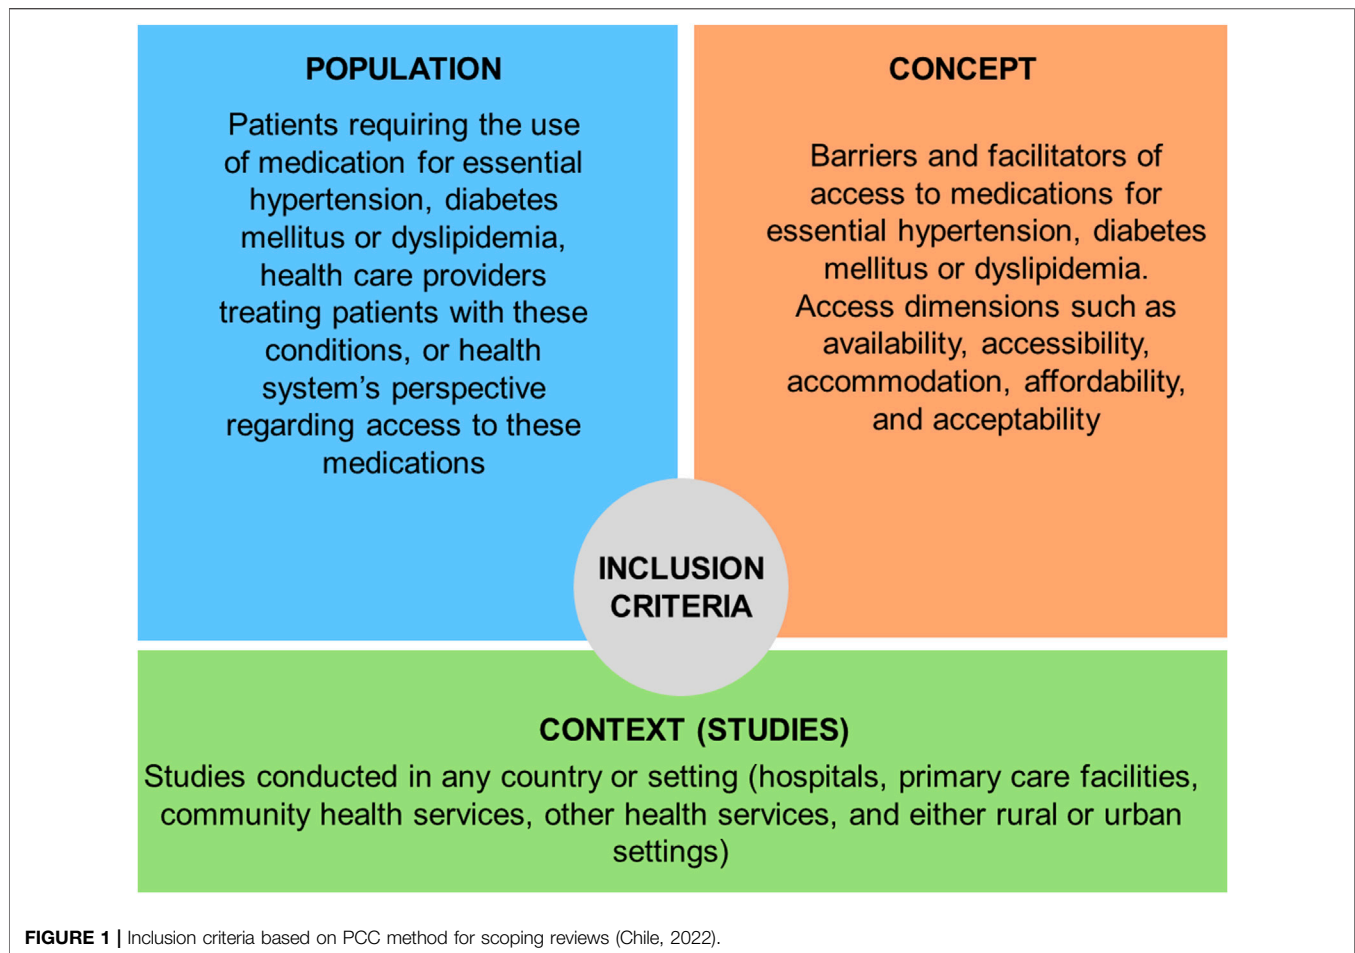 POPULATION
Patients requiring the use
of medication for essential
hypertension, diabetes
mellitus or dyslipidemia,
health care providers
treating patients with these
conditions, or health
system’s perspective
regarding access to these
medications
CONCEPT
Barriers and facilitators of
access to medications for
essential hypertension, diabetes
mellitus or dyslipidemia.
Access dimensions such as
availability, accessibility,
accommodation, affordability,
and acceptability
INCLUSION
CRITERIA
CONTEXT (STUDIES)
Studies conducted in any country or setting (hospitals, primary care facilities,
community health services, other health services, and either rural or urban
settings)
FIGURE 1 | Inclusion criteria based on PCC method for scoping reviews (Chile, 2022).